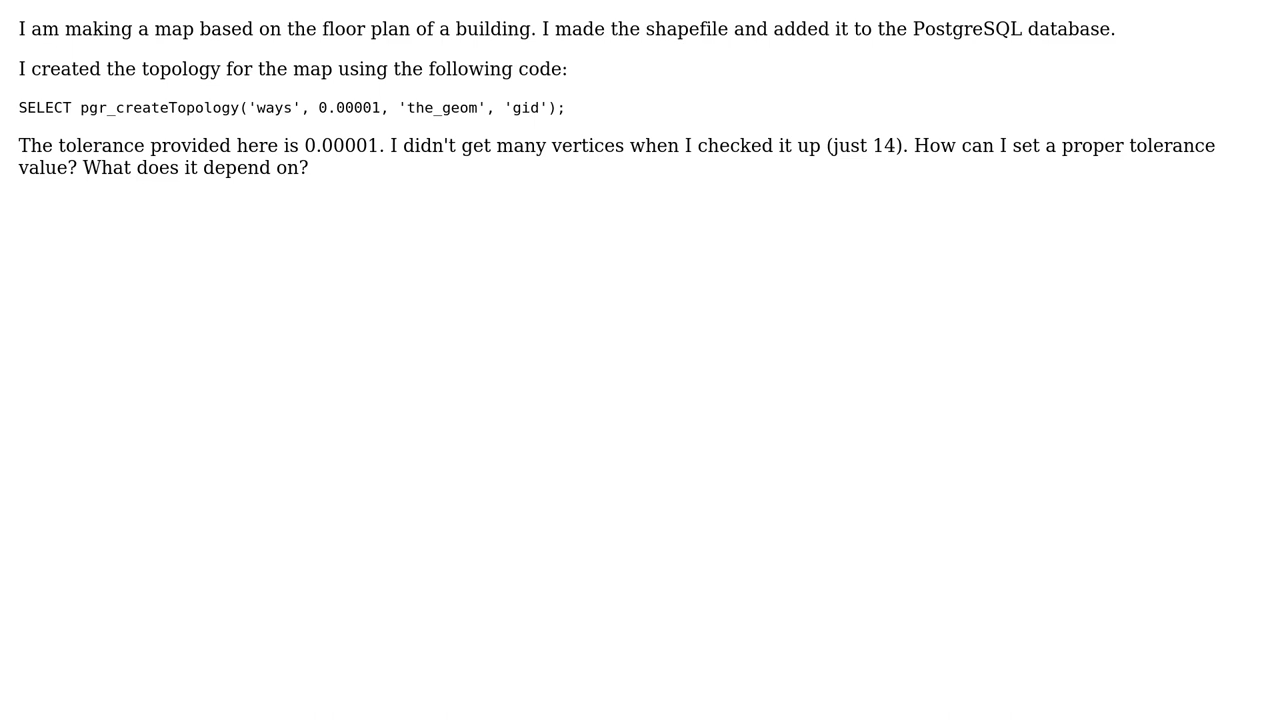 I am making a map based on the floor plan of a building. I made the shapefile and added it to the PostgreSQL database.
I created the topology for the map using the following code:
SELECT pgr_createTopology('ways', 0.00001, 'the_geom', 'gid');
The tolerance provided here is 0.00001. I didn't get many vertices when I checked it up (just 14). How can I set a proper tolerance
value? What does it depend on?